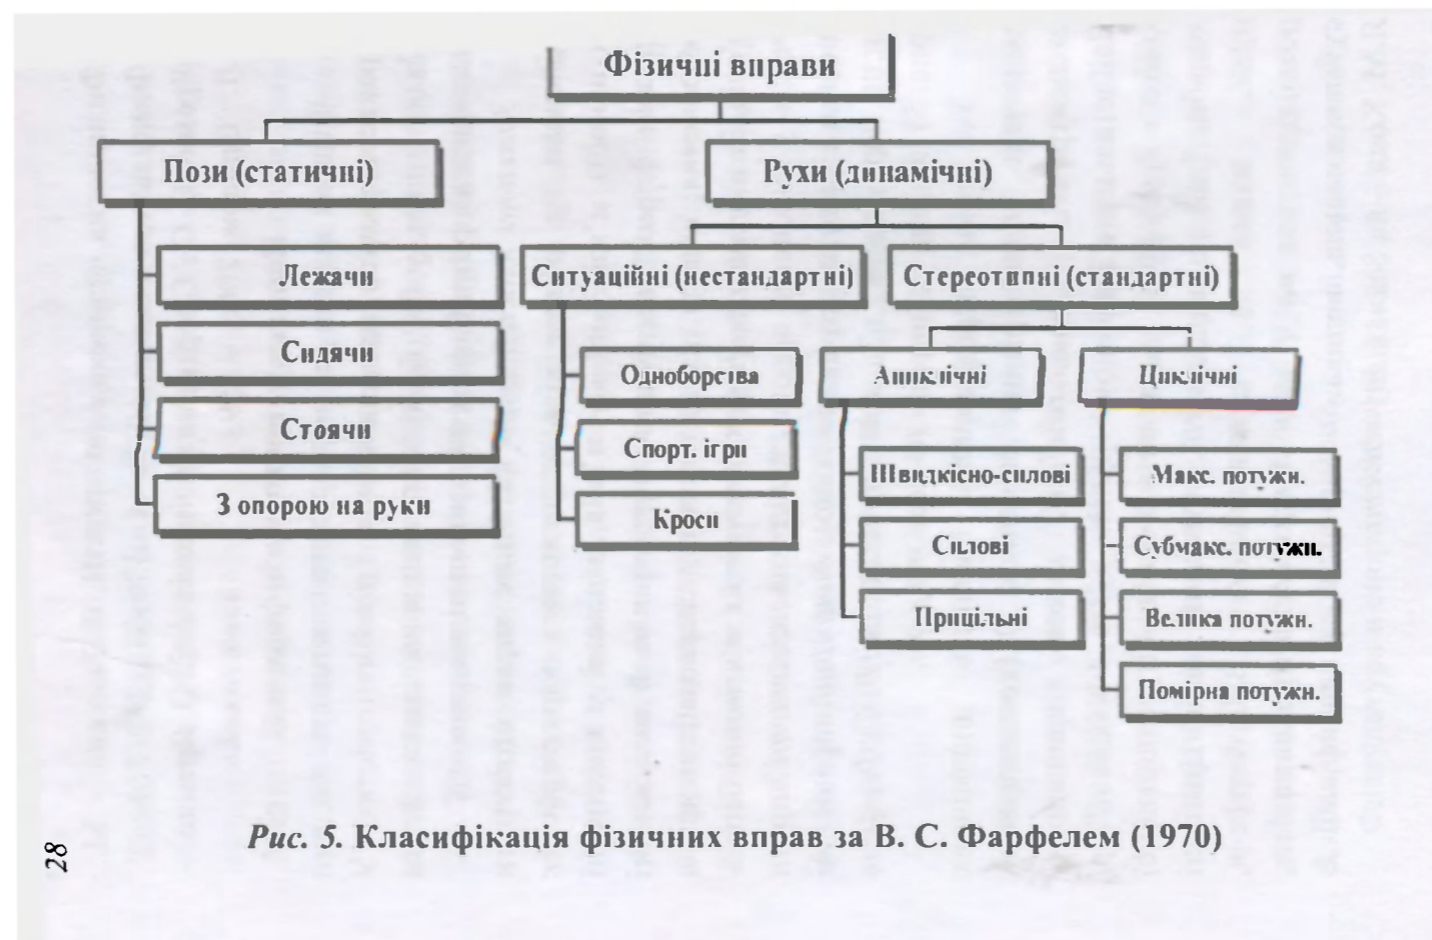 Фізичні вправи
Пози (статичні)
Рухи (динамічні)
Лежачи
Сидячи
Стоячи
З опорою на руки
Ситуаційні (нестандартні)
Стереотипні (стандартні)
Одноборства
Спорт. ігри
Кроси
Ациклічні
Циклічні
Швидкісно-силові
Силові
Прицільні
Макс. потужн.
Субмакс. потужн.
Велика потужн.
Помірна потужн.
Рис. 5. Класифікація фізичних вправ за В. С. Фарфелем (1970)
28